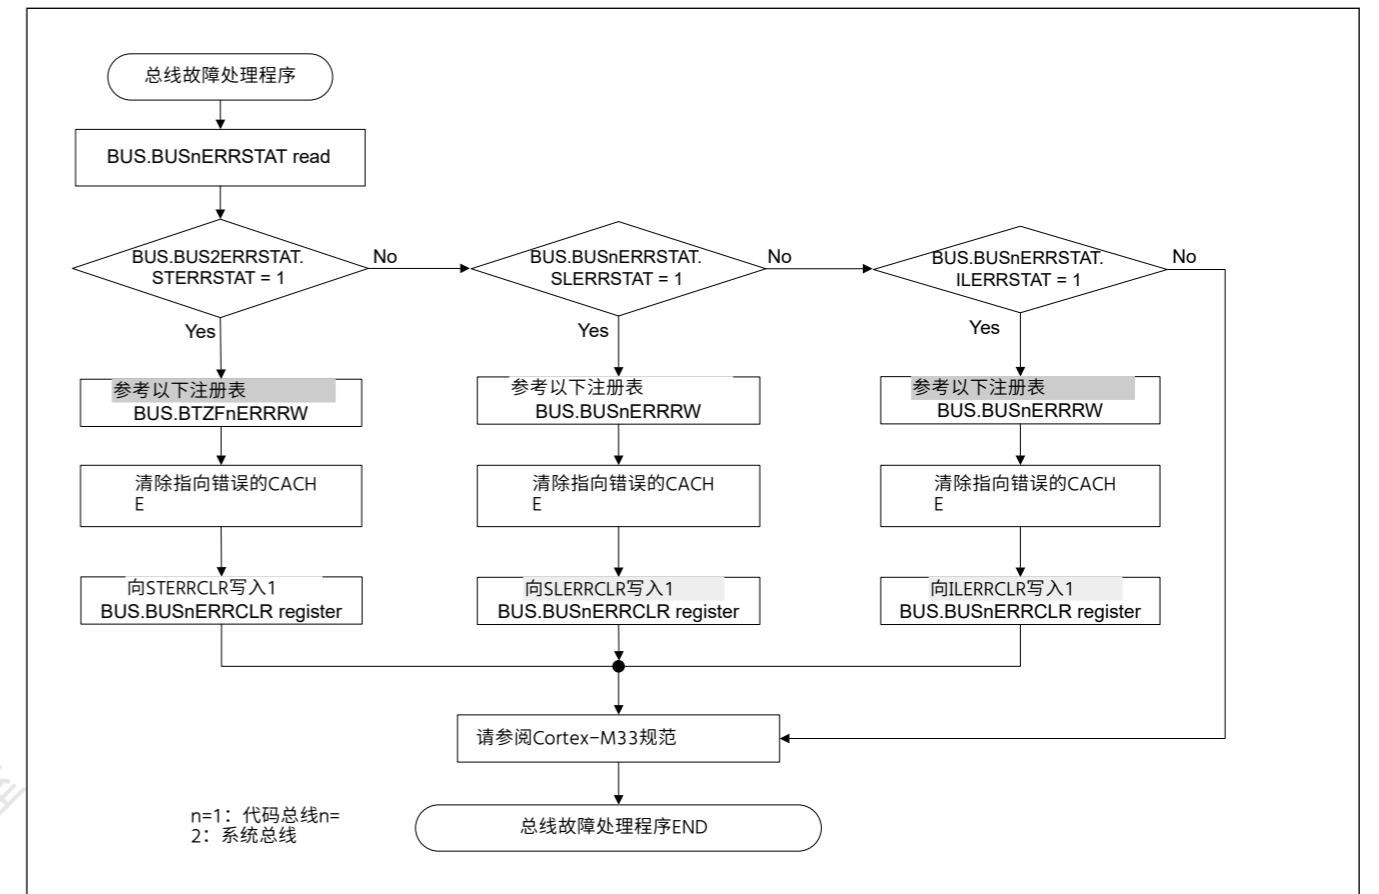 总线故障处理程序
BUS.BUSnERRSTAT read
BUS.BUS2ERRSTAT.
STERRSTAT = 1
No
BUS.BUSnERRSTAT.
SLERRSTAT = 1
No
BUS.BUSnERRSTAT.
ILERRSTAT = 1
No
Yes
Yes
Yes
参考以下注册表
BUS.BTZFnERRRW
参考以下注册表
BUS.BUSnERRRW
参考以下注册表
BUS.BUSnERRRW
清除指向错误的CACH
E
清除指向错误的CACH
E
清除指向错误的CACH
E
向STERRCLR写入1
BUS.BUSnERRCLR register
向SLERRCLR写入1
BUS.BUSnERRCLR register
向ILERRCLR写入1
BUS.BUSnERRCLR register
请参阅Cortex-M33规范
n=1：代码总线n=
2：系统总线
总线故障处理程序END